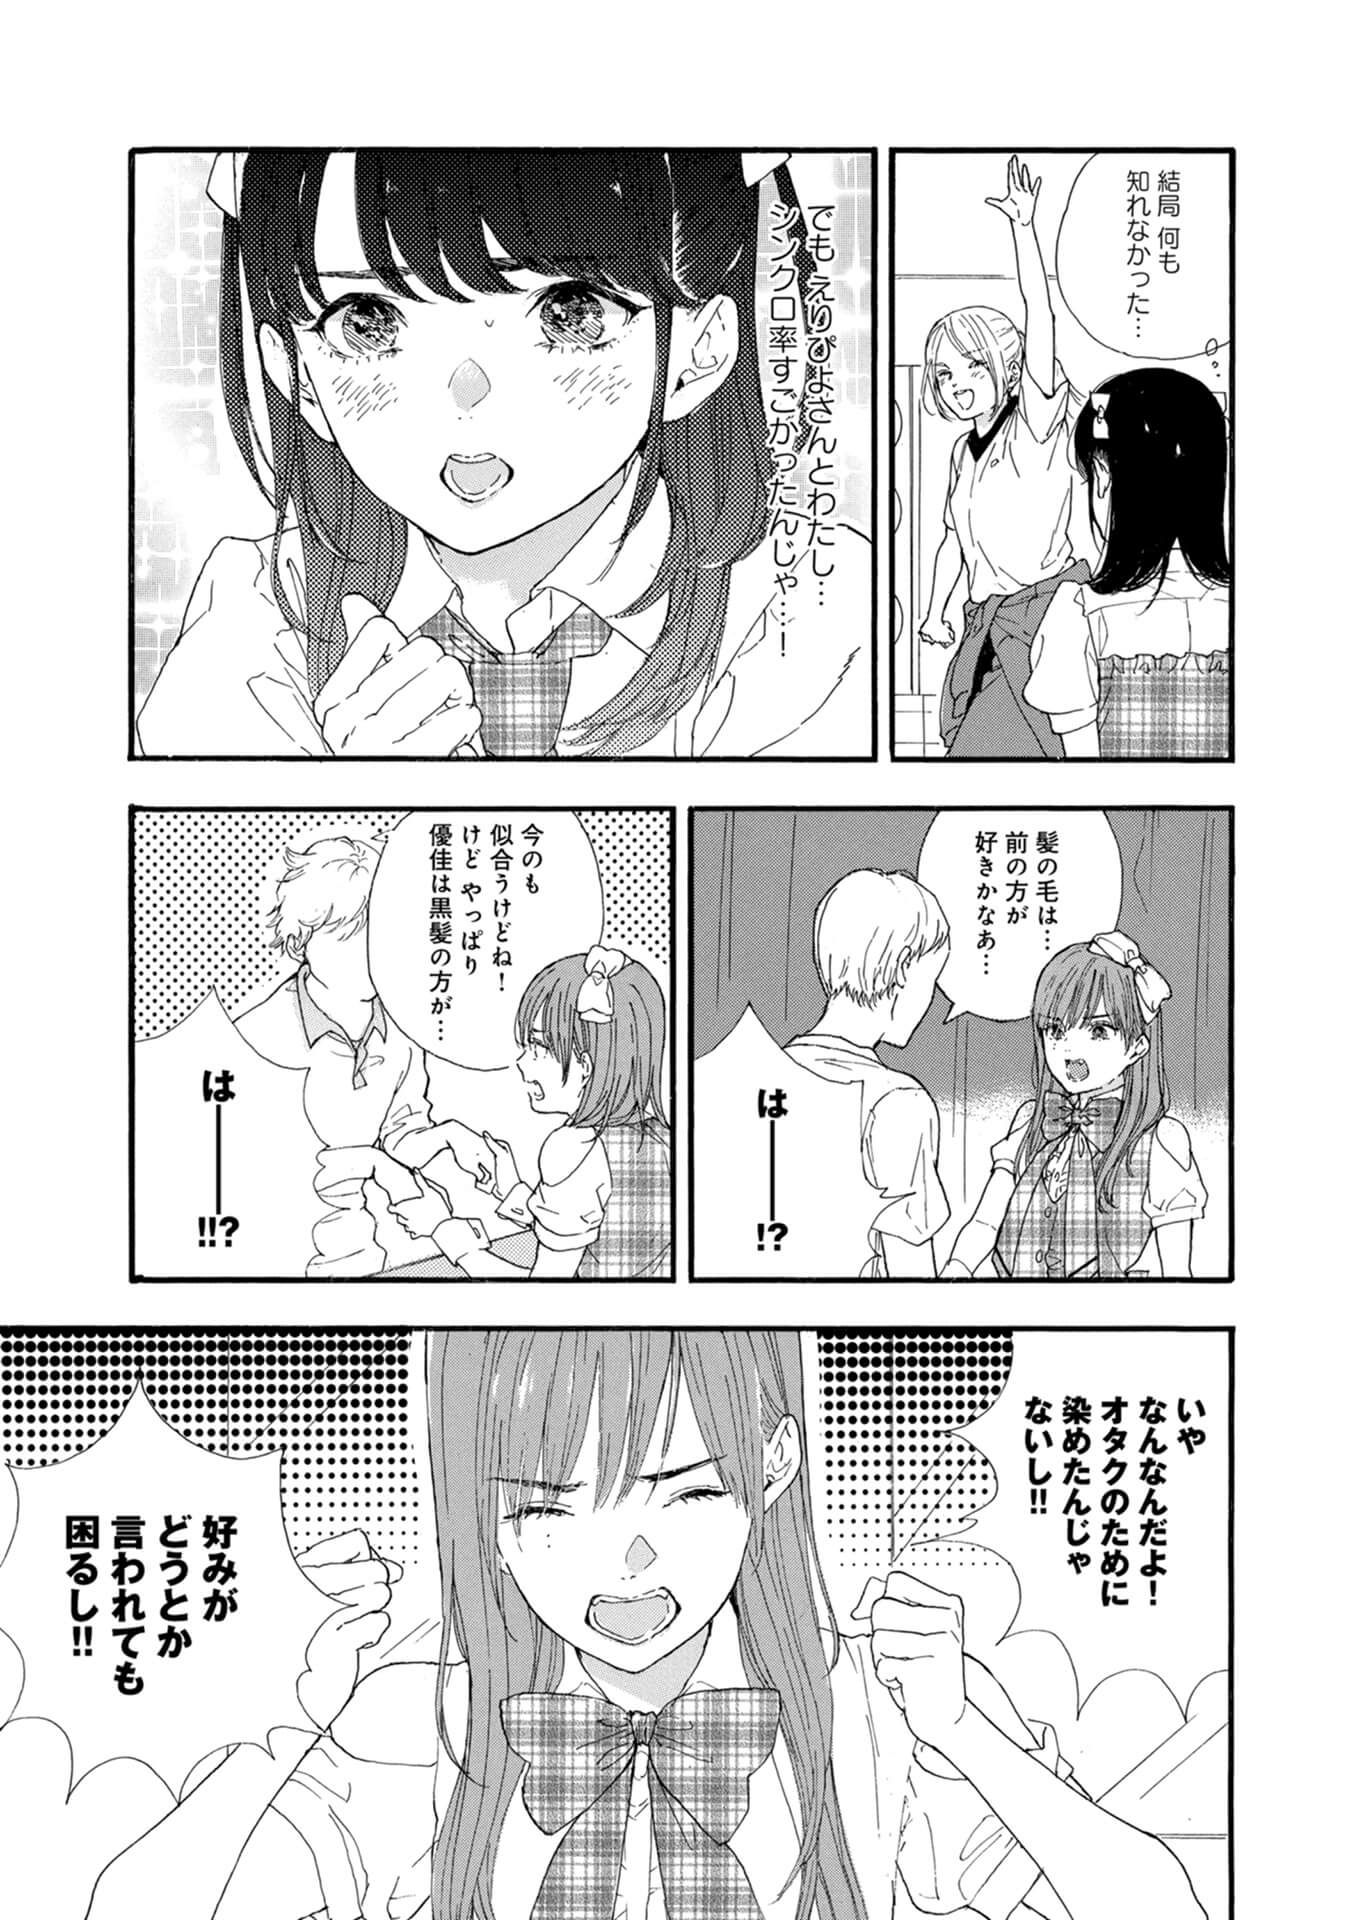 結局 何も
知れなかった…
でも えりぴよさんとわたし…
シンクロ率すごかったんじゃ…!
髪の毛は…
前の方が
好きかなあ…
は——!?
今のも
似合うけどね!
けど やっぱり
優佳は黒髪の方が…
は——!!?
いや
なんなんだよ!
オタクのために
染めたんじゃ
ないし!!
好みが
どうとか
言われても
困るし!!